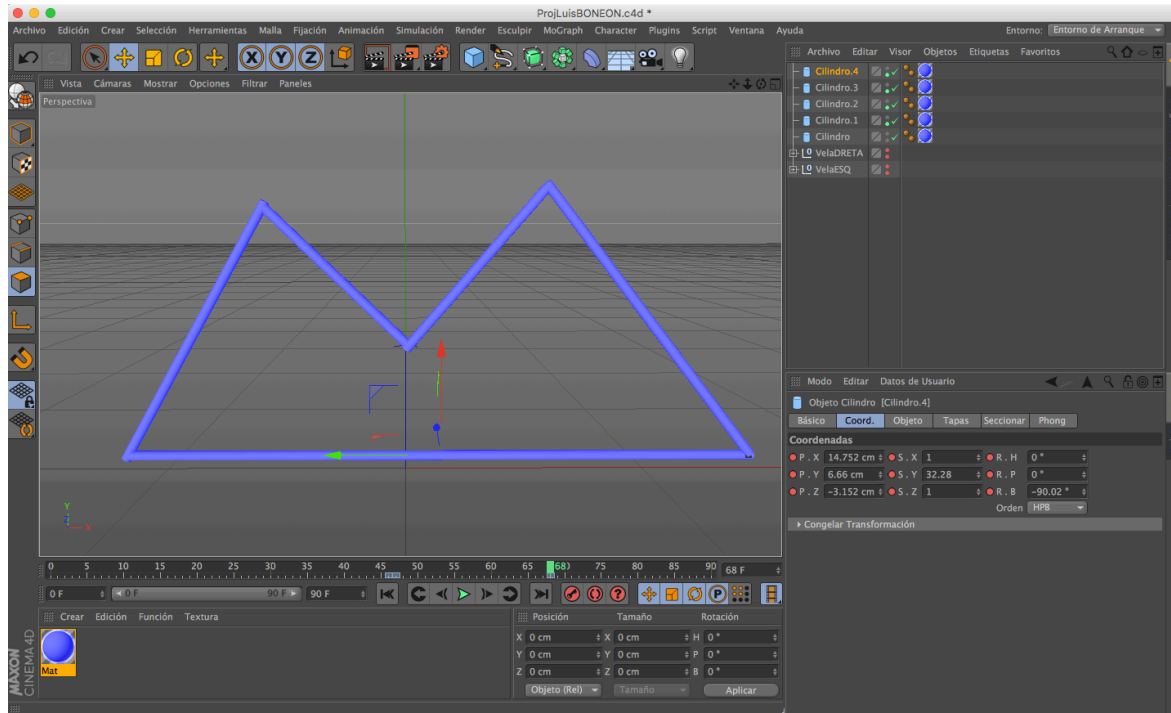 ProjLuisBONEON.c4d *
Archivo Edición Crear Selección Herramientas Malla Fijación Animación Simulación Render Esculpir MoGraph Character Plugins Script Ventana Ayuda Entorno: Entorno de Arranque
X Y Z
Archivo Editar Visor Objetos Etiquetas Favoritos
Vista Cámaras Mostrar Opciones Filtrar Paneles
Perspectiva
Cilindro.4
Cilindro.3
Cilindro.2
Cilindro.1
Cilindro
VelaDRETA
VelaESQ
Y
Z
X
Modo Editar Datos de Usuario
Objeto Cilindro [Cilindro.4]
Básico Coord. Objeto Tapas Seccionar Phong
Coordenadas
P . X 14.752 cm S . X 1 R . H 0 °
P . Y 6.66 cm S . Y 32.28 R . P 0 °
P . Z -3.152 cm S . Z 1 R . B -90.02 °
Orden HPB
Congelar Transformación
0 5 10 15 20 25 30 35 40 45 50 55 60 65 68) 75 80 85 90 68 F
0 F 0 F 90 F 90 F
Crear Edición Función Textura
Mat
MAXON
CINEMA 4D
Posición Tamaño Rotación
X 0 cm X 0 cm H 0 °
Y 0 cm Y 0 cm P 0 °
Z 0 cm Z 0 cm B 0 °
Objeto (Rel) Tamaño Aplicar